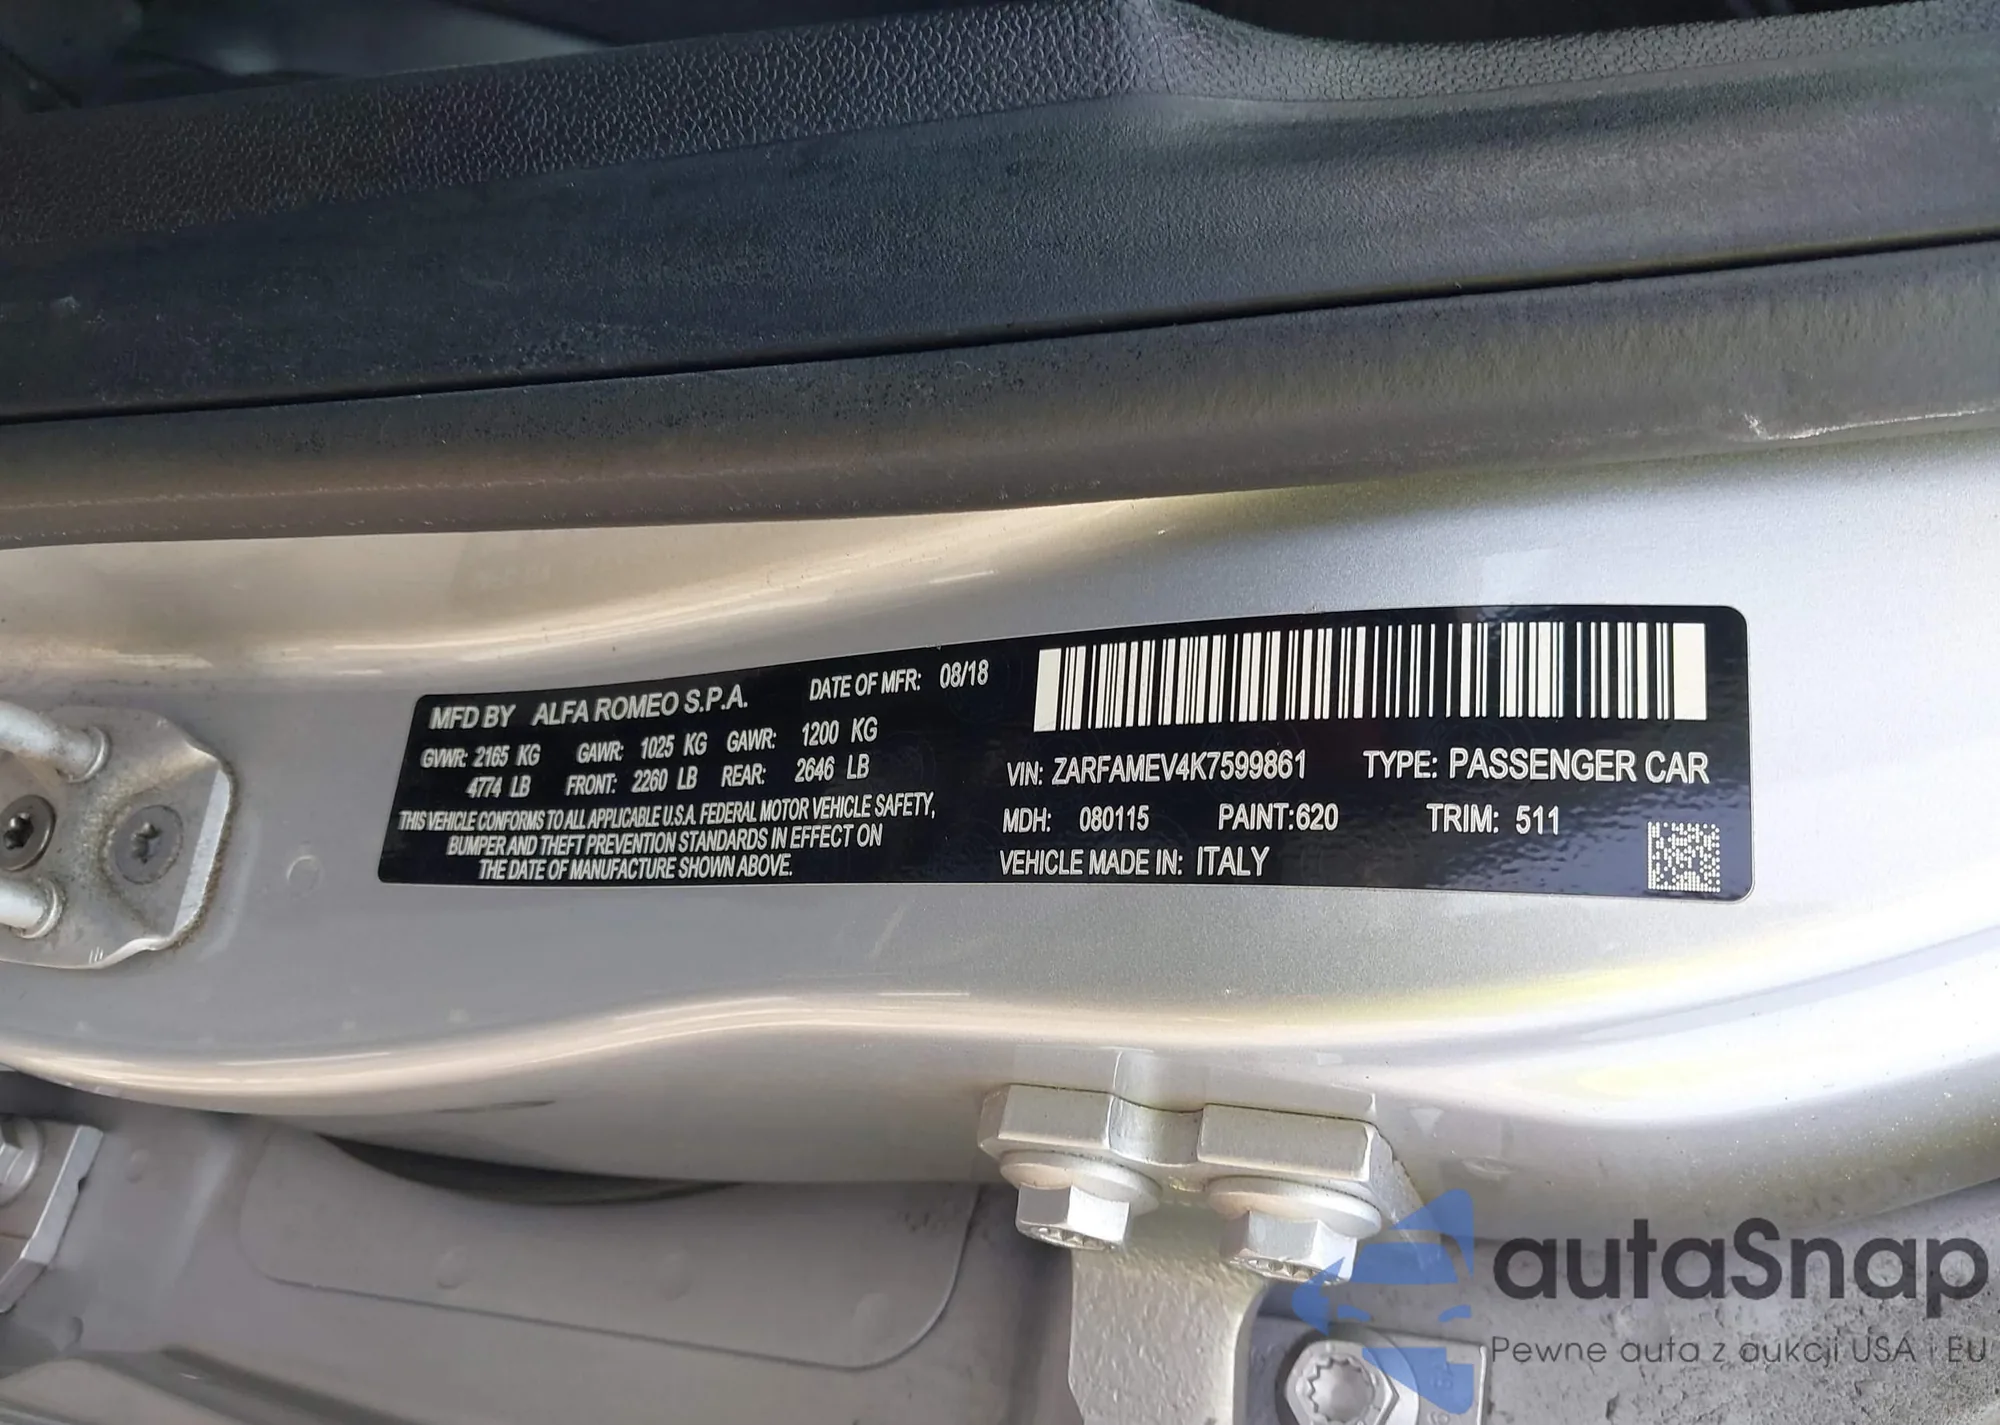 MFD BY ALFA ROMEO S.P.A. DATE OF MFR: 08/18
GVWR: 2165 KG GAWR: 1025 KG GAWR: 1200 KG
4774 LB FRONT: 2260 LB REAR: 2646 LB
THIS VEHICLE CONFORMS TO ALL APPLICABLE U.S.A. FEDERAL MOTOR VEHICLE SAFETY,
BUMPER AND THEFT PREVENTION STANDARDS IN EFFECT ON
THE DATE OF MANUFACTURE SHOWN ABOVE.
VIN: ZARFAMEV4K7599861 TYPE: PASSENGER CAR
MDH: 080115 PAINT:620 TRIM: 511
VEHICLE MADE IN: ITALY
autaSnap
Pewne auta z aukcji USA i EU